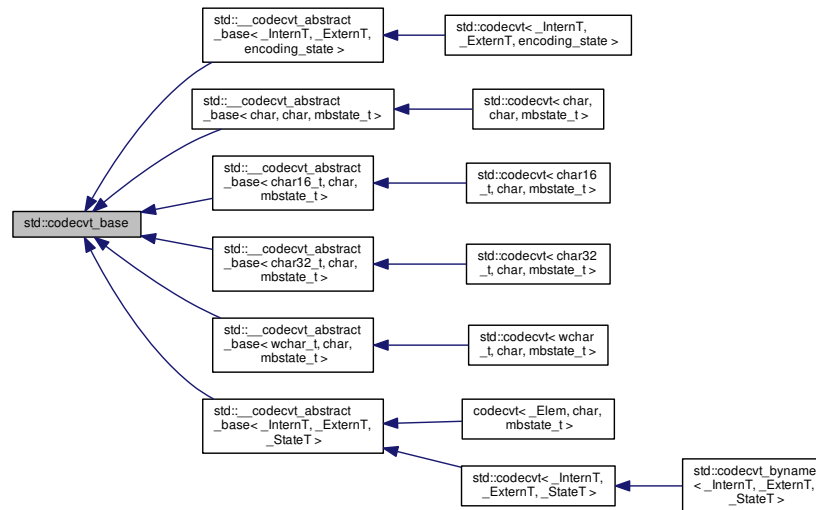 std::__codecvt_abstract
_base< _InternT, _ExternT,
encoding_state >
std::codecvt< _InternT,
_ExternT, encoding_state >
std::__codecvt_abstract
_base< char, char, mbstate_t >
std::codecvt< char,
char, mbstate_t >
std::__codecvt_abstract
_base< char16_t, char,
mbstate_t >
std::codecvt< char16
_t, char, mbstate_t >
std::codecvt_base
std::__codecvt_abstract
_base< char32_t, char,
mbstate_t >
std::codecvt< char32
_t, char, mbstate_t >
std::__codecvt_abstract
_base< wchar_t, char,
mbstate_t >
std::codecvt< wchar
_t, char, mbstate_t >
std::__codecvt_abstract
_base< _InternT, _ExternT,
_StateT >
codecvt< _Elem, char,
mbstate_t >
std::codecvt< _InternT,
_ExternT, _StateT >
std::codecvt_byname
< _InternT, _ExternT,
_StateT >